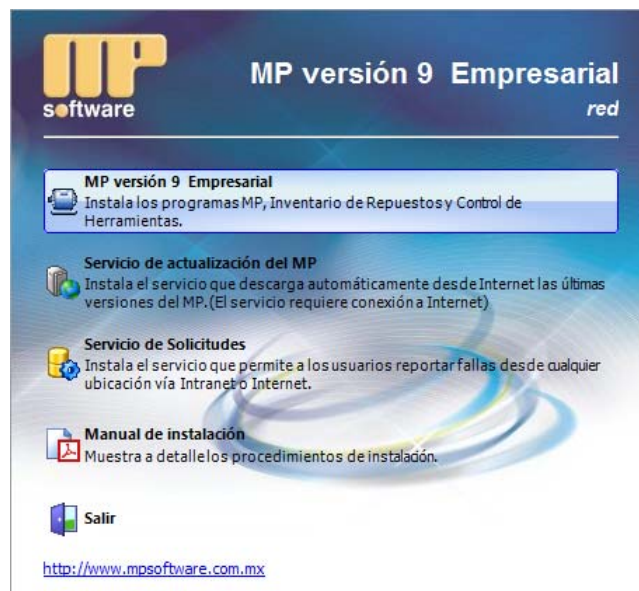 MP
software
MP versión 9 Empresarial
red
MP versión 9 Empresarial
Instala los programas MP, Inventario de Repuestos y Control de
Herramientas.
Servicio de actualización del MP
Instala el servicio que descarga automáticamente desde Internet las últimas
versiones del MP. (El servicio requiere conexión a Internet)
Servicio de Solicitudes
Instala el servicio que permite a los usuarios reportar fallas desde cualquier
ubicación vía Intranet o Internet.
Manual de instalación
Muestra a detalle los procedimientos de instalación.
Salir
http://www.mpsoftware.com.mx